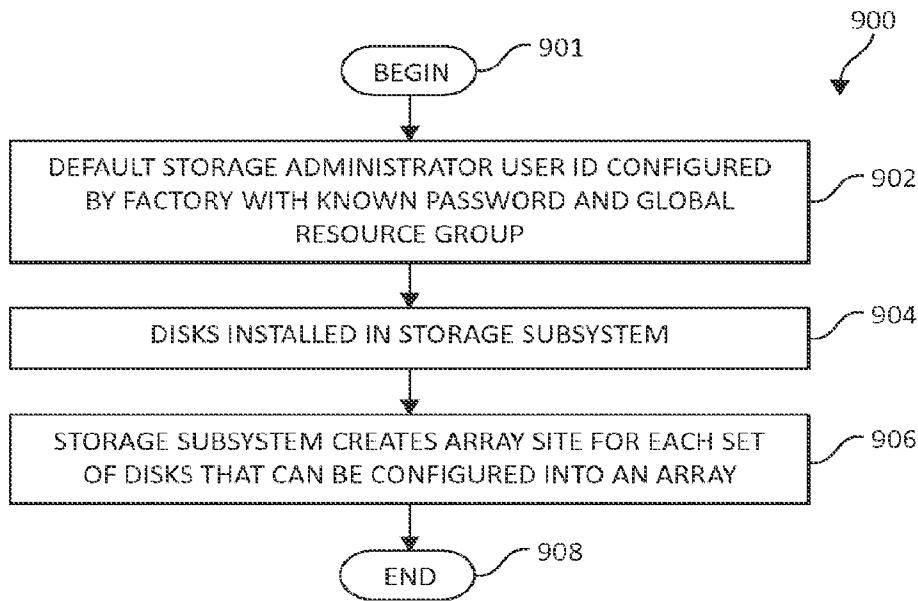 900
901
BEGIN
DEFAULT STORAGE ADMINISTRATOR USER ID CONFIGURED
BY FACTORY WITH KNOWN PASSWORD AND GLOBAL
RESOURCE GROUP
902
DISKS INSTALLED IN STORAGE SUBSYSTEM
904
STORAGE SUBSYSTEM CREATES ARRAY SITE FOR EACH SET
OF DISKS THAT CAN BE CONFIGURED INTO AN ARRAY
906
END
908